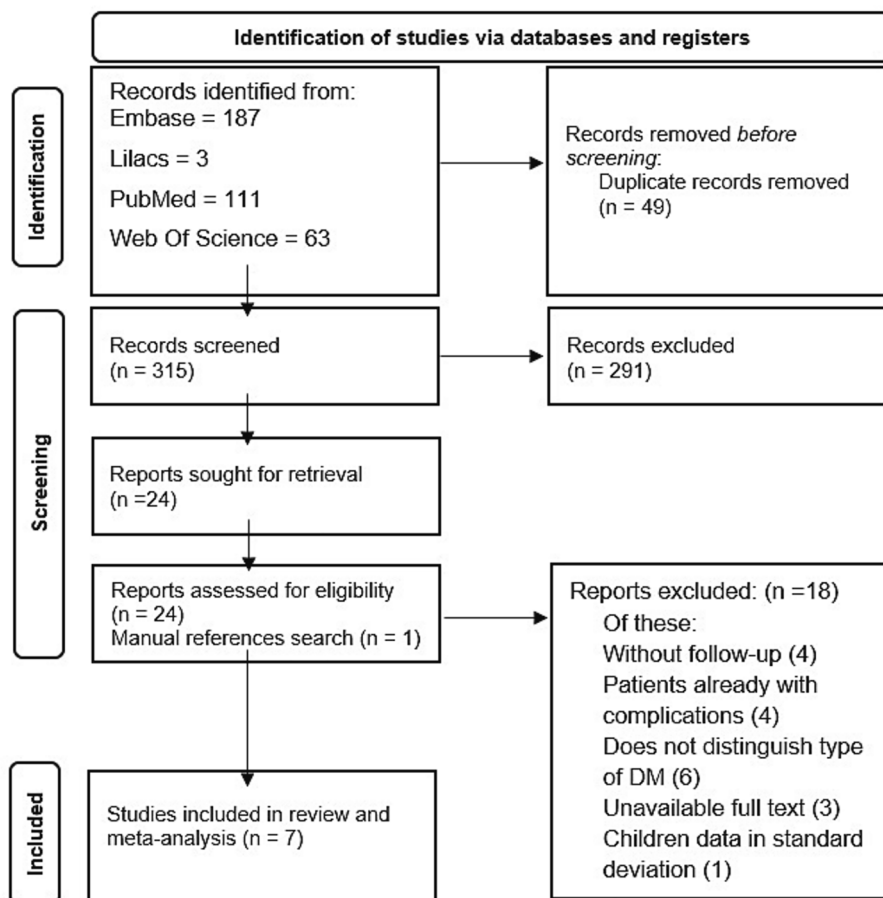 Identification of studies via databases and registers
Identification
Records identified from:
Embase = 187
Lilacs = 3
PubMed = 111
Web Of Science = 63
Records removed before
screening:
Duplicate records removed
(n = 49)
Screening
Records screened
(n = 315)
Records excluded
(n = 291)
Reports sought for retrieval
(n =24)
Reports assessed for eligibility
(n = 24)
Manual references search (n = 1)
Reports excluded: (n =18)
Of these:
Without follow-up (4)
Patients already with
complications (4)
Does not distinguish type
of DM (6)
Unavailable full text (3)
Children data in standard
deviation (1)
Included
Studies included in review and
meta-analysis (n = 7)